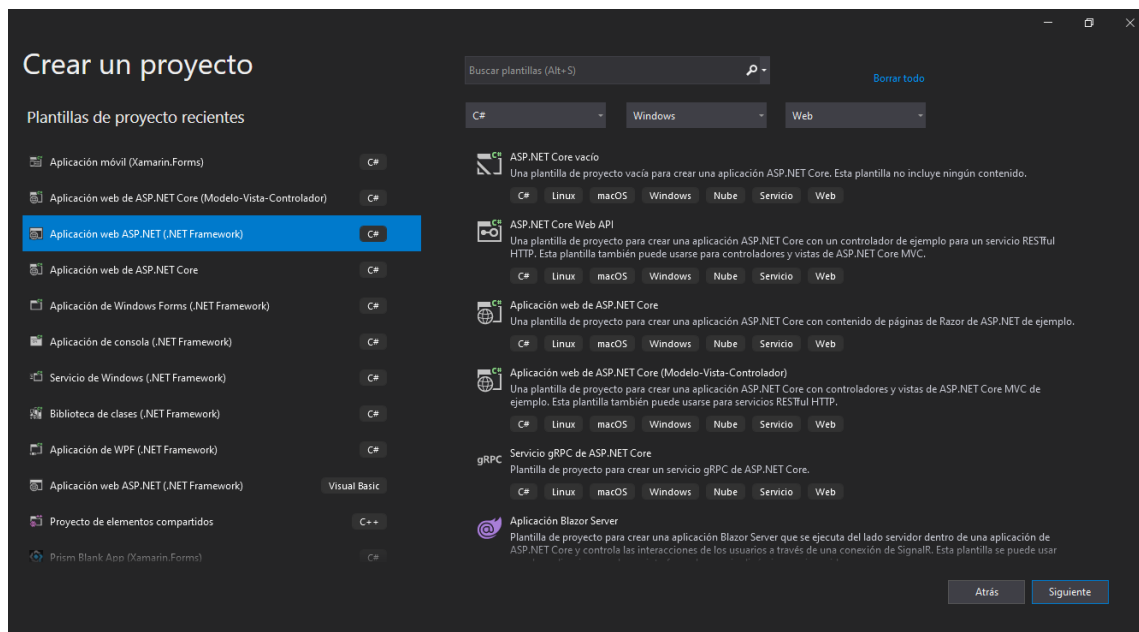 Crear un proyecto
Plantillas de proyecto recientes
Aplicación móvil (Xamarin.Forms) C#
Aplicación web de ASP.NET Core (Modelo-Vista-Controlador) C#
Aplicación web ASP.NET (.NET Framework) C#
Aplicación web de ASP.NET Core C#
Aplicación de Windows Forms (.NET Framework) C#
Aplicación de consola (.NET Framework) C#
Servicio de Windows (.NET Framework) C#
Biblioteca de clases (.NET Framework) C#
Aplicación de WPF (.NET Framework) C#
Aplicación web ASP.NET (.NET Framework) Visual Basic
Proyecto de elementos compartidos C++
Prism Blank App (Xamarin.Forms) C#
Buscar plantillas (Alt+S)
Borrar todo
C# Windows Web
ASP.NET Core vacío
Una plantilla de proyecto vacía para crear una aplicación ASP.NET Core. Esta plantilla no incluye ningún contenido.
C# Linux macOS Windows Nube Servicio Web
ASP.NET Core Web API
Una plantilla de proyecto para crear una aplicación ASP.NET Core con un controlador de ejemplo para un servicio RESTful
HTTP. Esta plantilla también puede usarse para controladores y vistas de ASP.NET Core MVC.
C# Linux macOS Windows Nube Servicio Web
Aplicación web de ASP.NET Core
Una plantilla de proyecto para crear una aplicación ASP.NET Core con contenido de páginas de Razor de ASP.NET de ejemplo.
C# Linux macOS Windows Nube Servicio Web
Aplicación web de ASP.NET Core (Modelo-Vista-Controlador)
Una plantilla de proyecto para crear una aplicación ASP.NET Core con controladores y vistas de ASP.NET Core MVC de
ejemplo. Esta plantilla también puede usarse para servicios RESTful HTTP.
C# Linux macOS Windows Nube Servicio Web
gRPC Servicio gRPC de ASP.NET Core
Plantilla de proyecto para crear un servicio gRPC de ASP.NET Core.
C# Linux macOS Windows Nube Servicio Web
Aplicación Blazor Server
Plantilla de proyecto para crear una aplicación Blazor Server que se ejecuta del lado servidor dentro de una aplicación de
ASP.NET Core y controla las interacciones de los usuarios a través de una conexión de SignalR. Esta plantilla se puede usar
Atrás Siguiente